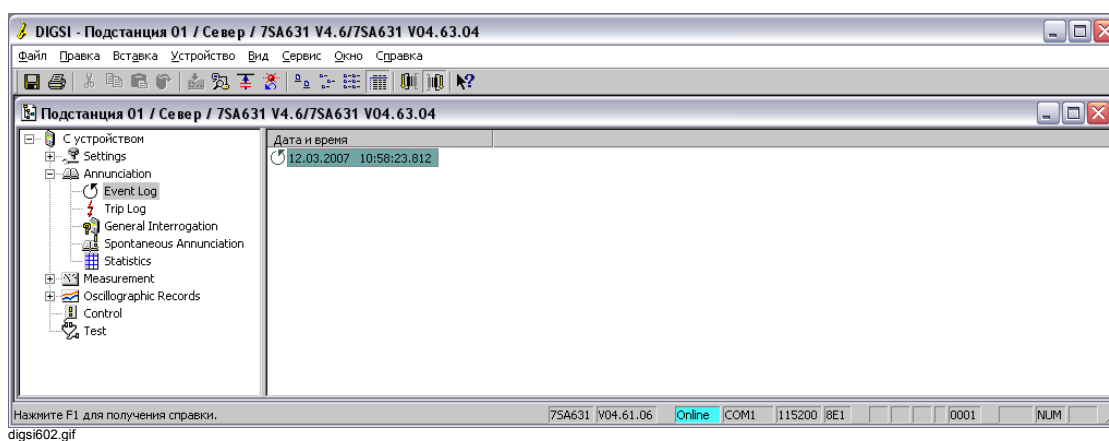 DIGSI - Подстанция 01 / Север / 7SA631 V4.6/7SA631 V04.63.04
Файл Правка Вставка Устройство Вид Сервис Окно Справка
Подстанция 01 / Север / 7SA631 V4.6/7SA631 V04.63.04
С устройством
Settings
Annunciation
Event Log
Trip Log
General Interrogation
Spontaneous Annunciation
Statistics
Measurement
Oscillographic Records
Control
Test
Дата и время
12.03.2007 10:58:23.812
Нажмите F1 для получения справки. 7SA631 V04.61.06 Online COM1 115200 8E1 0001 NUM
digsi602.gif